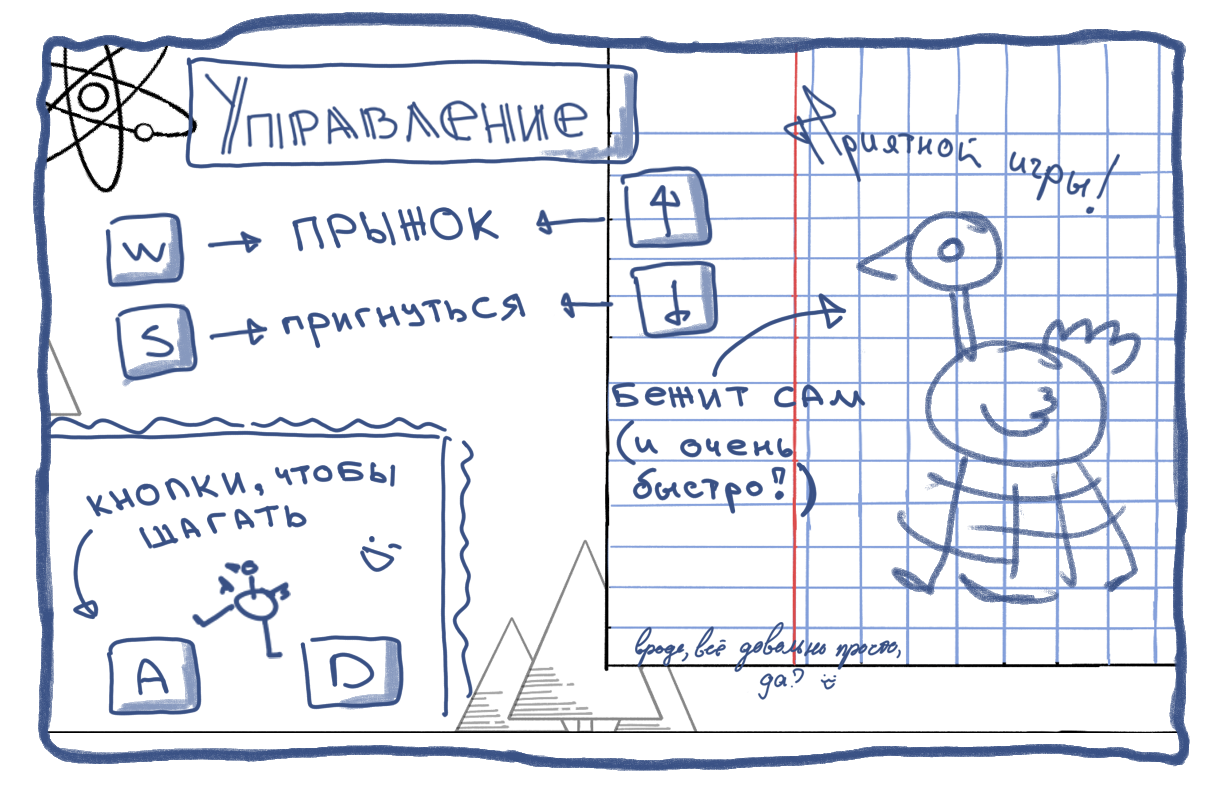 Управление
Приятной игры!
W → ПРЫЖОК ← ↑
S → ПРИГНУТЬСЯ ← ↓
БЕЖИТ САМ
(и очень
быстро!)
КНОПКИ, ЧТОБЫ
ШАГАТЬ
A D
вроде, всё довольно просто,
да?